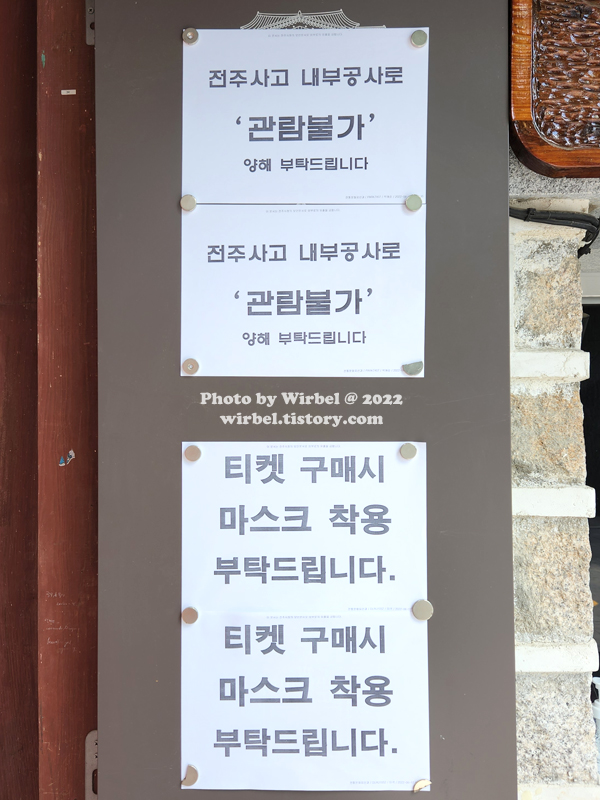 전주사고 내부공사로
‘관람불가’
양해 부탁드립니다
전주사고 내부공사로
‘관람불가’
양해 부탁드립니다
Photo by Wirbel @ 2022
wirbel.tistory.com
티켓 구매시
마스크 착용
부탁드립니다.
티켓 구매시
마스크 착용
부탁드립니다.